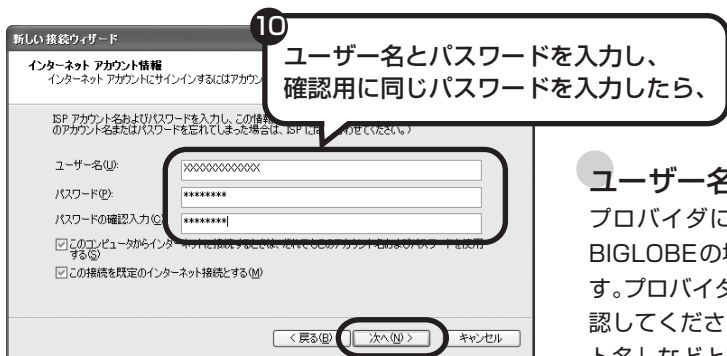 新しい接続ウィザード
10
ユーザー名とパスワードを入力し、
確認用に同じパスワードを入力したら、
インターネット アカウント情報
インターネット アカウントにサインインするにはアカウン
ISP アカウント名およびパスワードを入力し、この情報
のアカウント名またはパスワードを忘れてしまった場合は、ISP に
わせてください。)
ユーザー名(U):
XXXXXXXXXXXX
パスワード(P):
********
パスワードの確認入力(C):
********
このコンピュータからインターネットに接続するときは、だれでもこのアカウント名およびパスワードを使用
する(S)
この接続を既定のインターネット接続とする(M)
< 戻る(B)
次へ(N) >
キャンセル
ユーザー名
プロバイダに
BIGLOBEの場
す。プロバイダ
認してくださ
ト名」などと